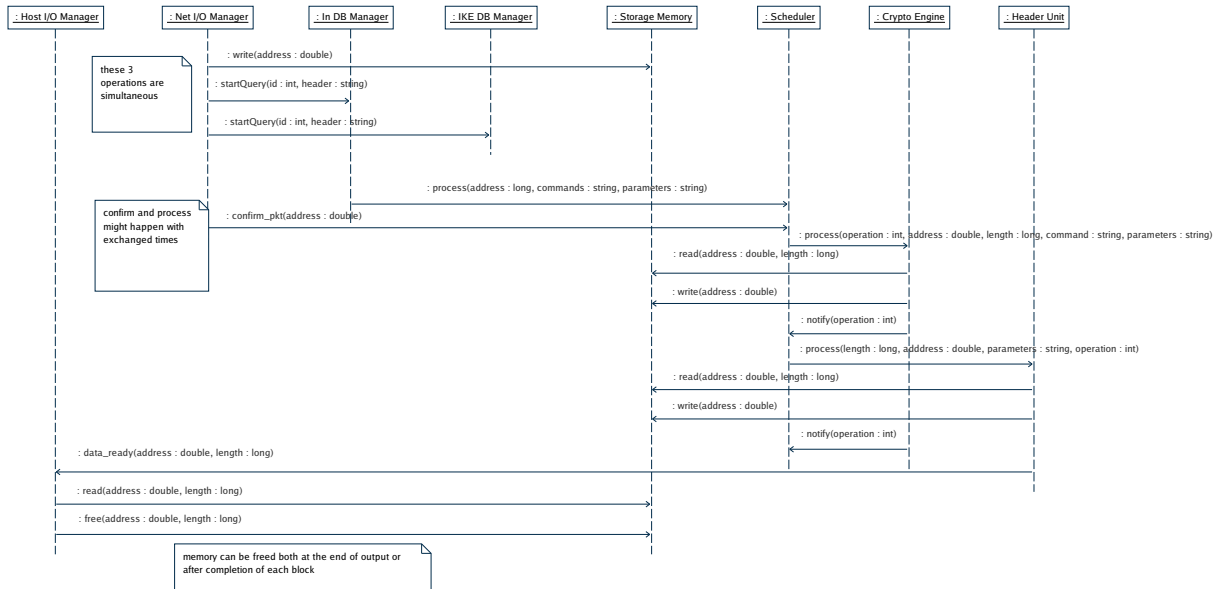 : Host I/O Manager
: Net I/O Manager
: In DB Manager
: IKE DB Manager
: Storage Memory
: Scheduler
: Crypto Engine
: Header Unit
: write(address : double)
these 3
operations are
simultaneous
: startQuery(id : int, header : string)
: startQuery(id : int, header : string)
: process(address : long, commands : string, parameters : string)
confirm and process
might happen with
exchanged times
: confirm_pkt(address : double)
: process(operation : int, address : double, length : long, command : string, parameters : string)
: read(address : double, length : long)
: write(address : double)
: notify(operation : int)
: process(length : long, adddress : double, parameters : string, operation : int)
: read(address : double, length : long)
: write(address : double)
: notify(operation : int)
: data_ready(address : double, length : long)
: read(address : double, length : long)
: free(address : double, length : long)
memory can be freed both at the end of output or
after completion of each block